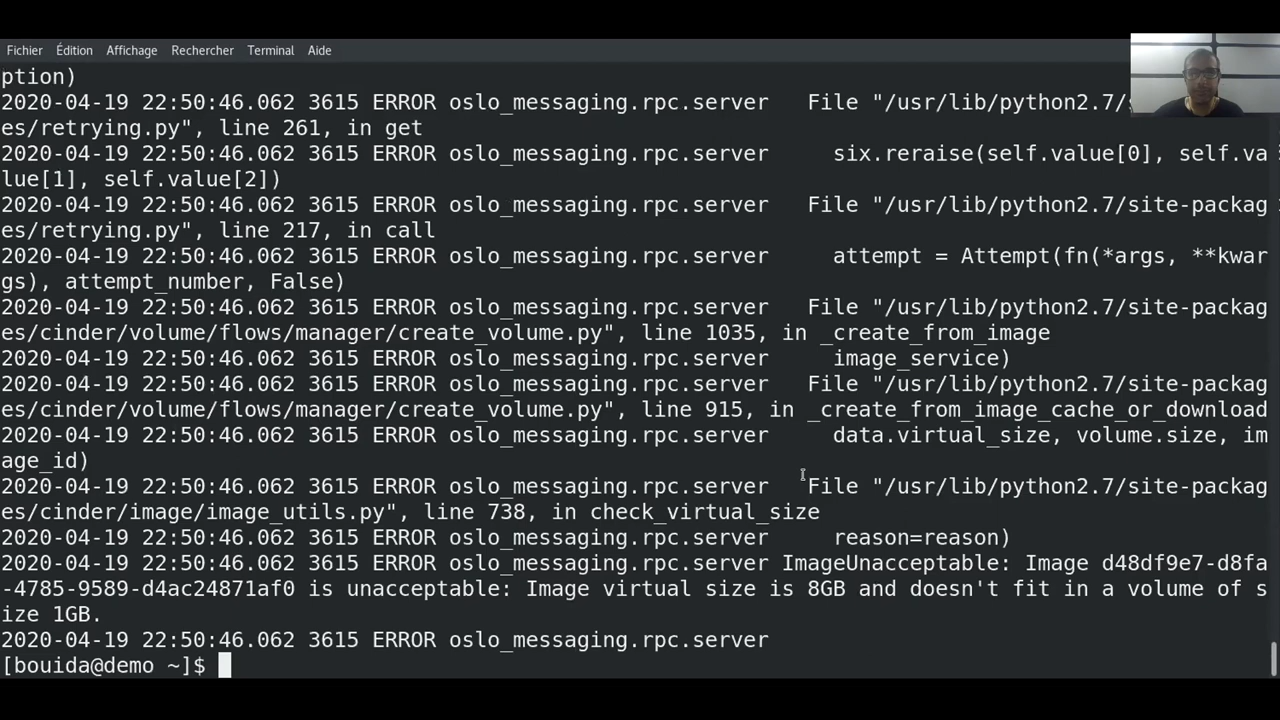 Fichier Édition Affichage Rechercher Terminal Aide
ption)
2020-04-19 22:50:46.062 3615 ERROR oslo_messaging.rpc.server   File "/usr/lib/python2.7/s
es/retrying.py", line 261, in get
2020-04-19 22:50:46.062 3615 ERROR oslo_messaging.rpc.server     six.reraise(self.value[0], self.va
lue[1], self.value[2])
2020-04-19 22:50:46.062 3615 ERROR oslo_messaging.rpc.server   File "/usr/lib/python2.7/site-packag
es/retrying.py", line 217, in call
2020-04-19 22:50:46.062 3615 ERROR oslo_messaging.rpc.server     attempt = Attempt(fn(*args, **kwar
gs), attempt_number, False)
2020-04-19 22:50:46.062 3615 ERROR oslo_messaging.rpc.server   File "/usr/lib/python2.7/site-packag
es/cinder/volume/flows/manager/create_volume.py", line 1035, in _create_from_image
2020-04-19 22:50:46.062 3615 ERROR oslo_messaging.rpc.server     image_service)
2020-04-19 22:50:46.062 3615 ERROR oslo_messaging.rpc.server   File "/usr/lib/python2.7/site-packag
es/cinder/volume/flows/manager/create_volume.py", line 915, in _create_from_image_cache_or_download
2020-04-19 22:50:46.062 3615 ERROR oslo_messaging.rpc.server     data.virtual_size, volume.size, im
age_id)
2020-04-19 22:50:46.062 3615 ERROR oslo_messaging.rpc.server   File "/usr/lib/python2.7/site-packag
es/cinder/image/image_utils.py", line 738, in check_virtual_size
2020-04-19 22:50:46.062 3615 ERROR oslo_messaging.rpc.server     reason=reason)
2020-04-19 22:50:46.062 3615 ERROR oslo_messaging.rpc.server ImageUnacceptable: Image d48df9e7-d8fa
-4785-9589-d4ac24871af0 is unacceptable: Image virtual size is 8GB and doesn't fit in a volume of s
ize 1GB.
2020-04-19 22:50:46.062 3615 ERROR oslo_messaging.rpc.server
[bouida@demo ~]$